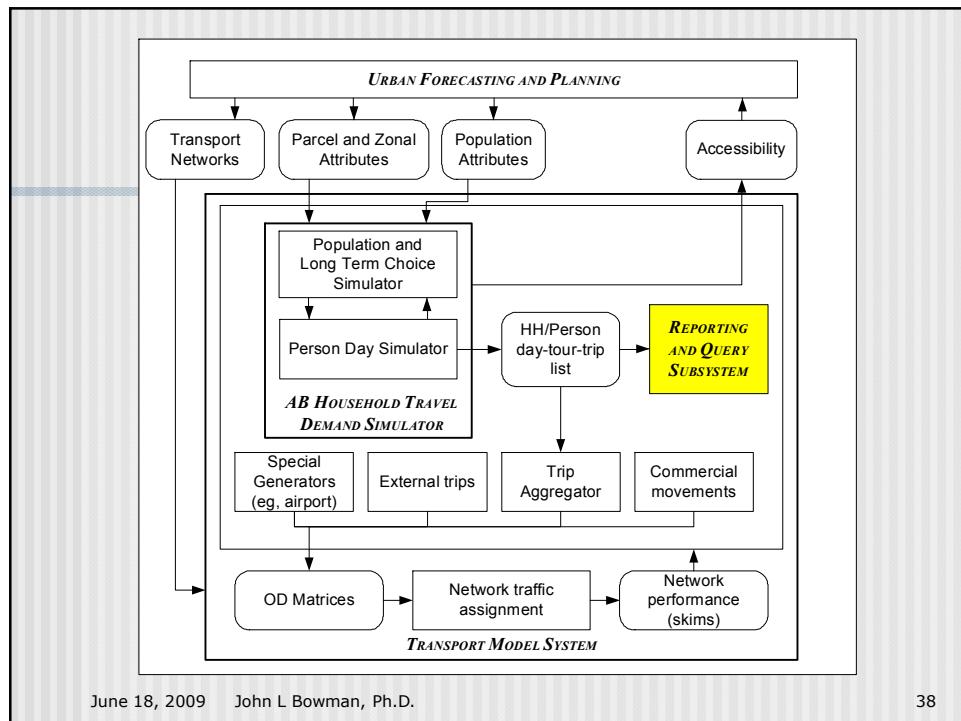 URBAN FORECASTING AND PLANNING
Transport
Networks
Parcel and Zonal
Attributes
Population
Attributes
Accessibility
Population and
Long Term Choice
Simulator
Person Day Simulator
HH/Person
day-tour-trip
list
REPORTING
AND QUERY
SUBSYSTEM
AB HOUSEHOLD TRAVEL
DEMAND SIMULATOR
Special
Generators
(eg, airport)
External trips
Trip
Aggregator
Commercial
movements
OD Matrices
Network traffic
assignment
Network
performance
(skims)
TRANSPORT MODEL SYSTEM
June 18, 2009 John L Bowman, Ph.D. 38